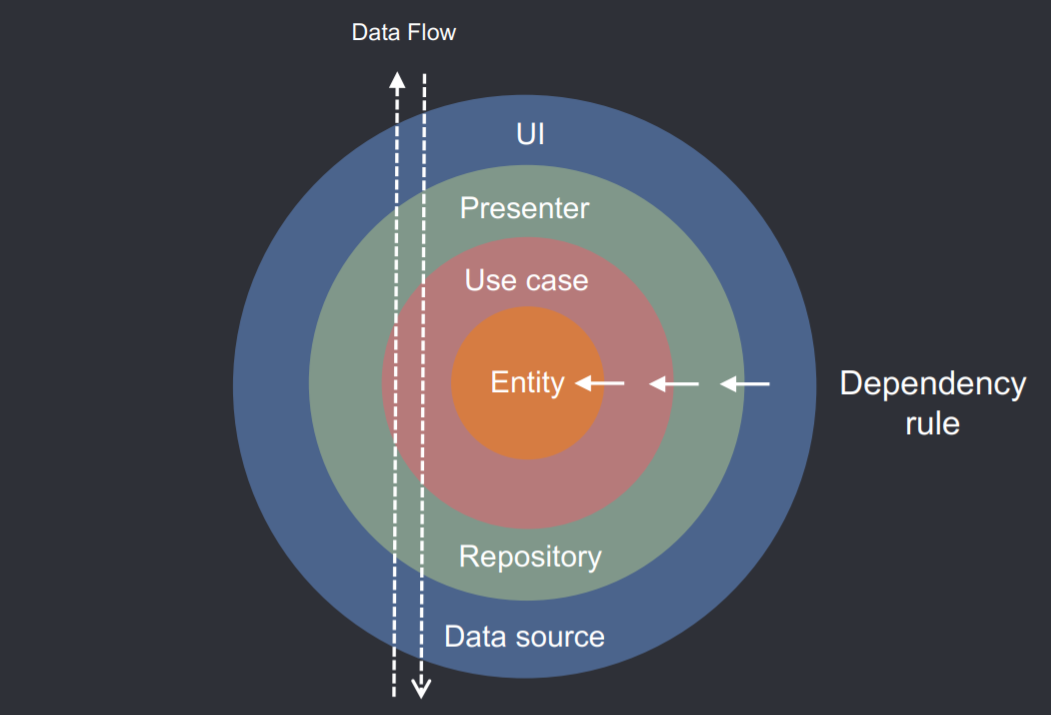 Data Flow
UI
Presenter
Use case
Entity
Dependency
rule
Repository
Data source